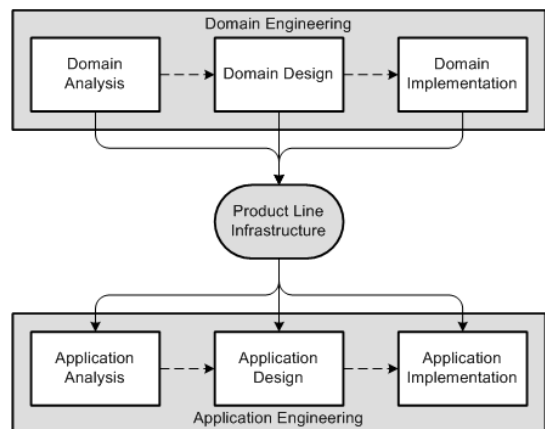 Domain Engineering
Domain
Analysis
Domain Design
Domain
Implementation
Product Line
Infrastructure
Application
Analysis
Application
Design
Application
Implementation
Application Engineering